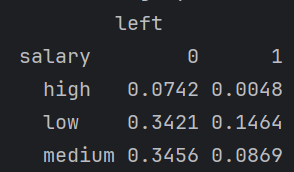 left
salary 0 1
high 0.0742 0.0048
low 0.3421 0.1464
medium 0.3456 0.0869